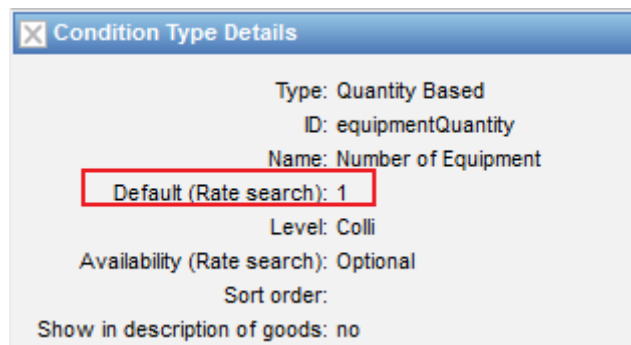 Condition Type Details
Type: Quantity Based
ID: equipmentQuantity
Name: Number of Equipment
Default (Rate search): 1
Level: Colli
Availability (Rate search): Optional
Sort order:
Show in description of goods: no